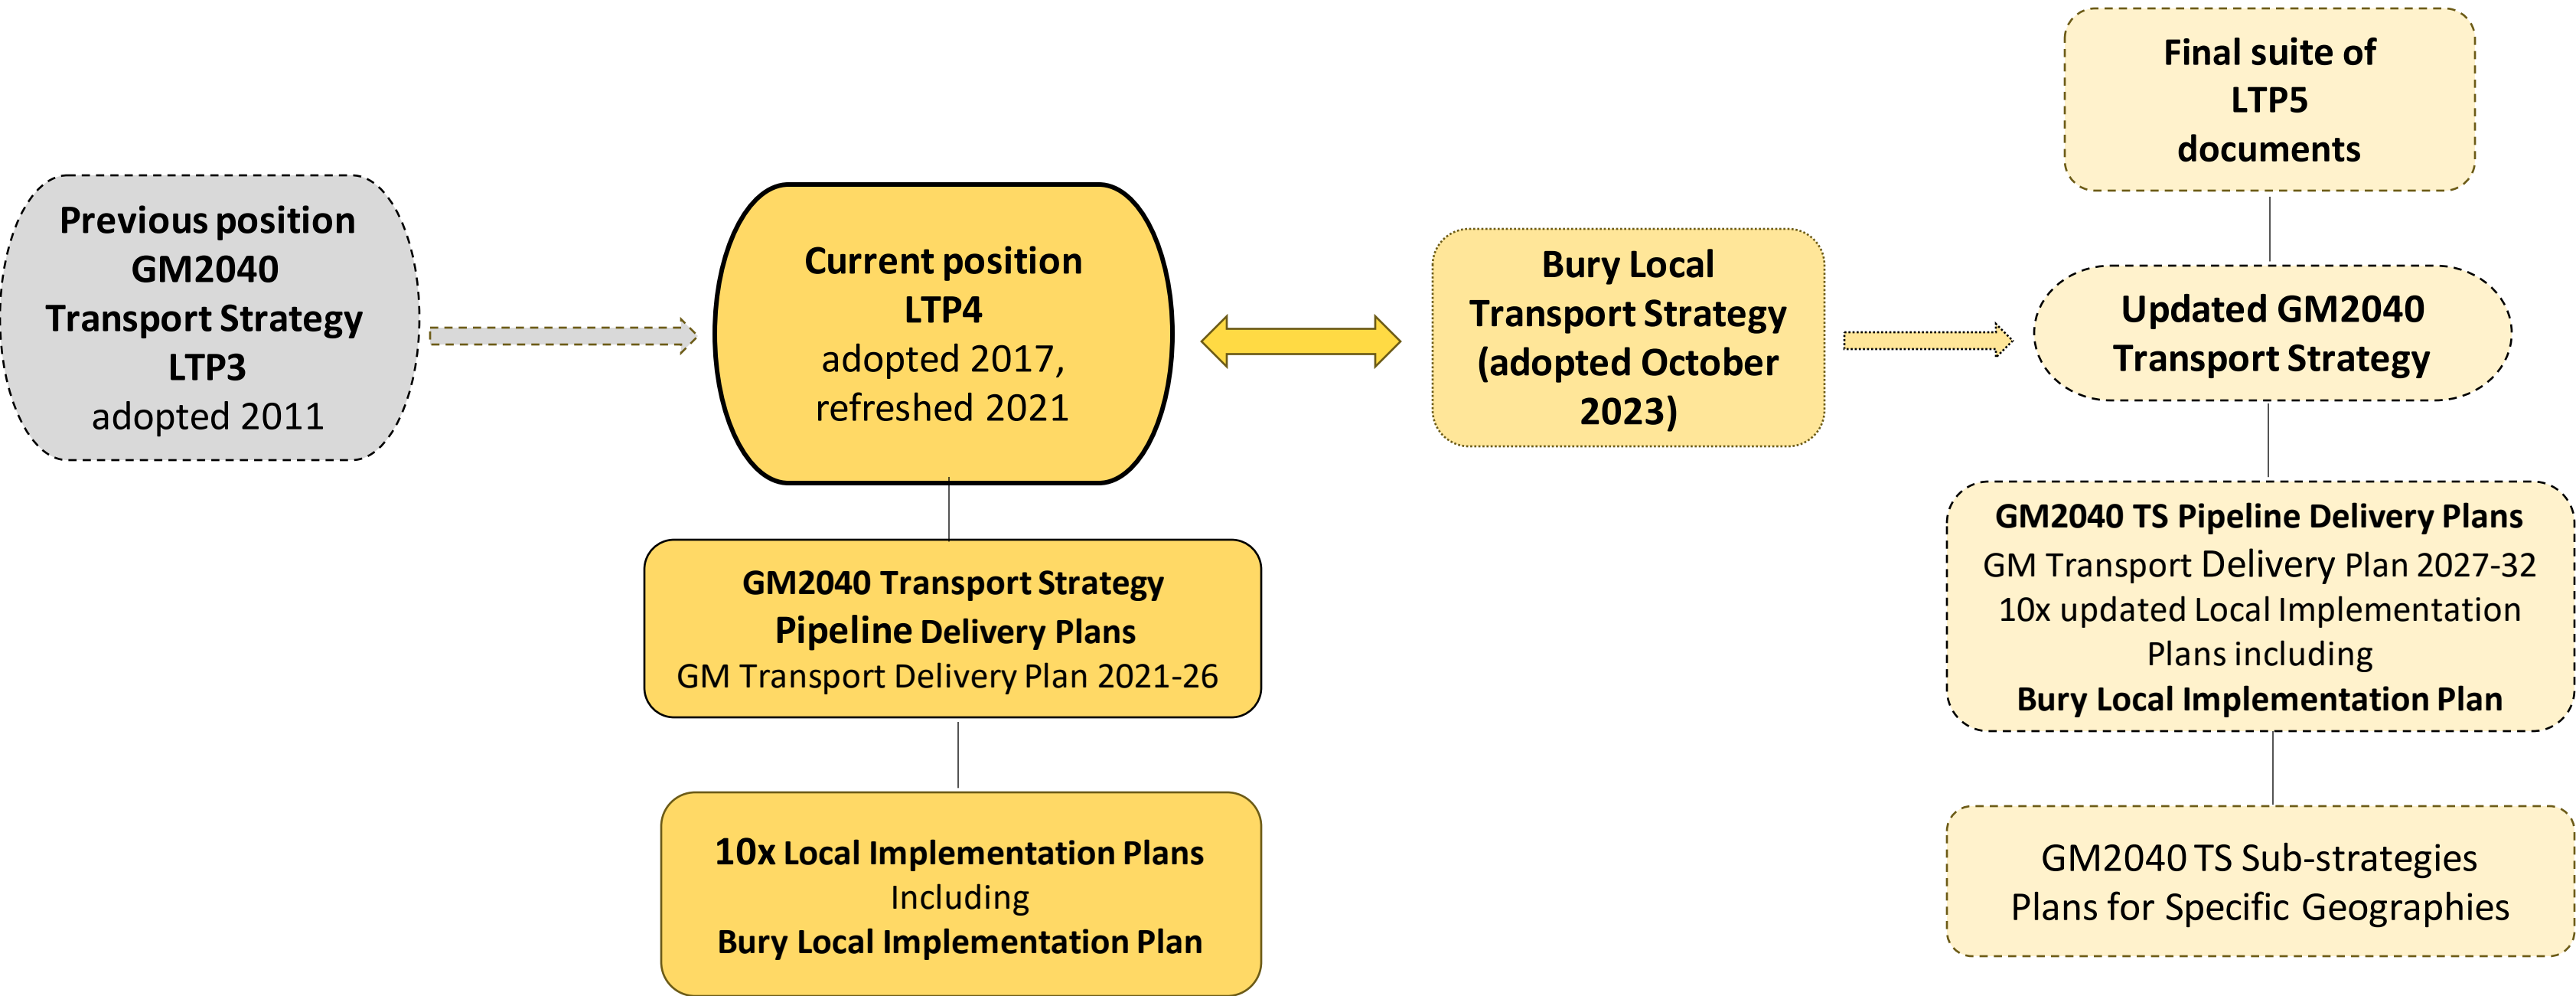 Previous position
GM2040
Transport Strategy
LTP3
adopted 2011
Current position
LTP4
adopted 2017,
refreshed 2021
GM2040 Transport Strategy
Pipeline Delivery Plans
GM Transport Delivery Plan 2021-26
10x Local Implementation Plans
Including
Bury Local Implementation Plan
Bury Local
Transport Strategy
(adopted October
2023)
Final suite of
LTP5
documents
Updated GM2040
Transport Strategy
GM2040 TS Pipeline Delivery Plans
GM Transport Delivery Plan 2027-32
10x updated Local Implementation
Plans including
Bury Local Implementation Plan
GM2040 TS Sub-strategies
Plans for Specific Geographies